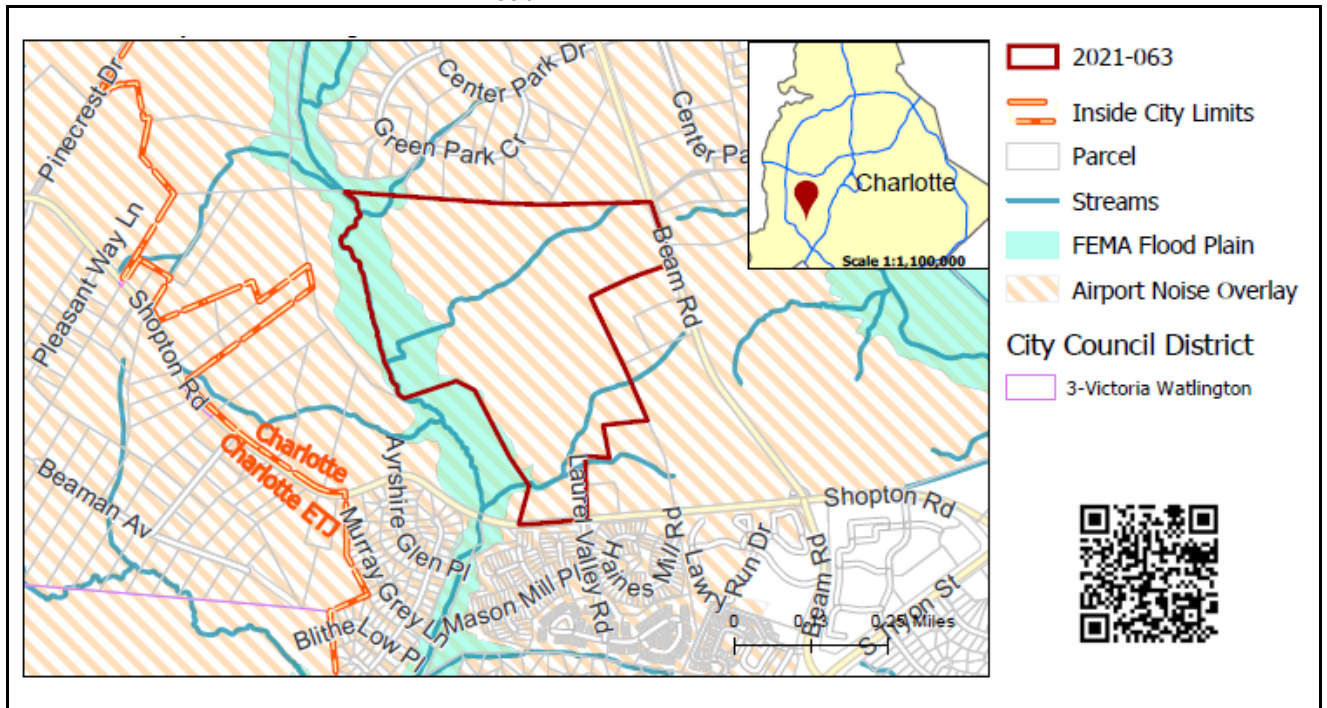 Pinecrest Dr
Center Park Dr
Green Park Cr
Center Pa
Charlotte
Scale 1:1,100,000
Pleasant Way Ln
Shopton Rd
Beam Rd
Charlotte
Charlotte ETJ
Beaman Av
Ayrshire Glen Pl
Murray Grey Ln
Blithe Low Pl
Mason Mill Pl
Laurel Valley Rd
Haines
Mill Rd
Lawry Run Dr
Beam Rd
Shopton Rd
S Tryon St
0 0.13 0.25 Miles
2021-063
Inside City Limits
Parcel
Streams
FEMA Flood Plain
Airport Noise Overlay
City Council District
3-Victoria Watlington